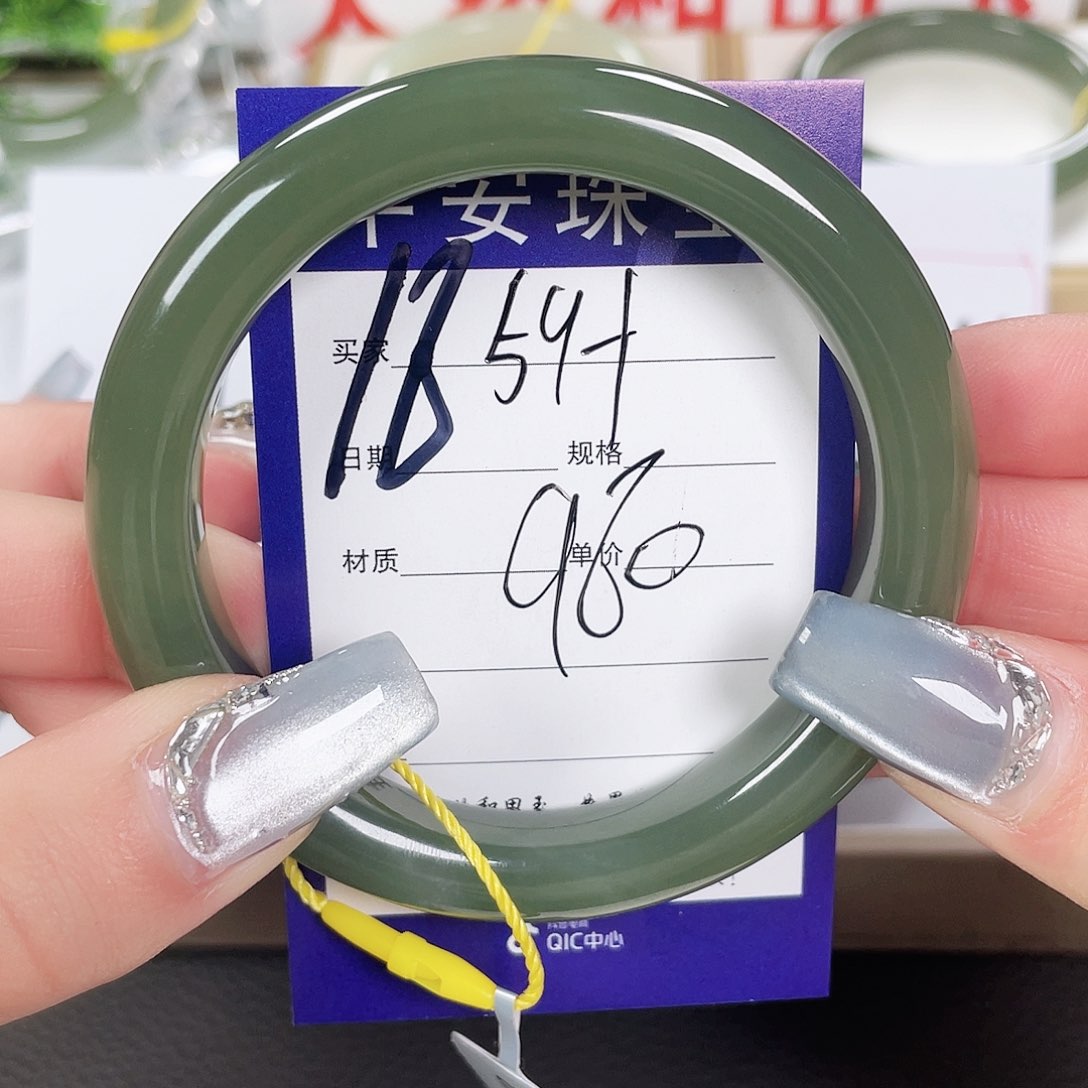 平安珠宝
买家 18 59+
日期 规格
980
材质 单价
和田玉
QIC中心